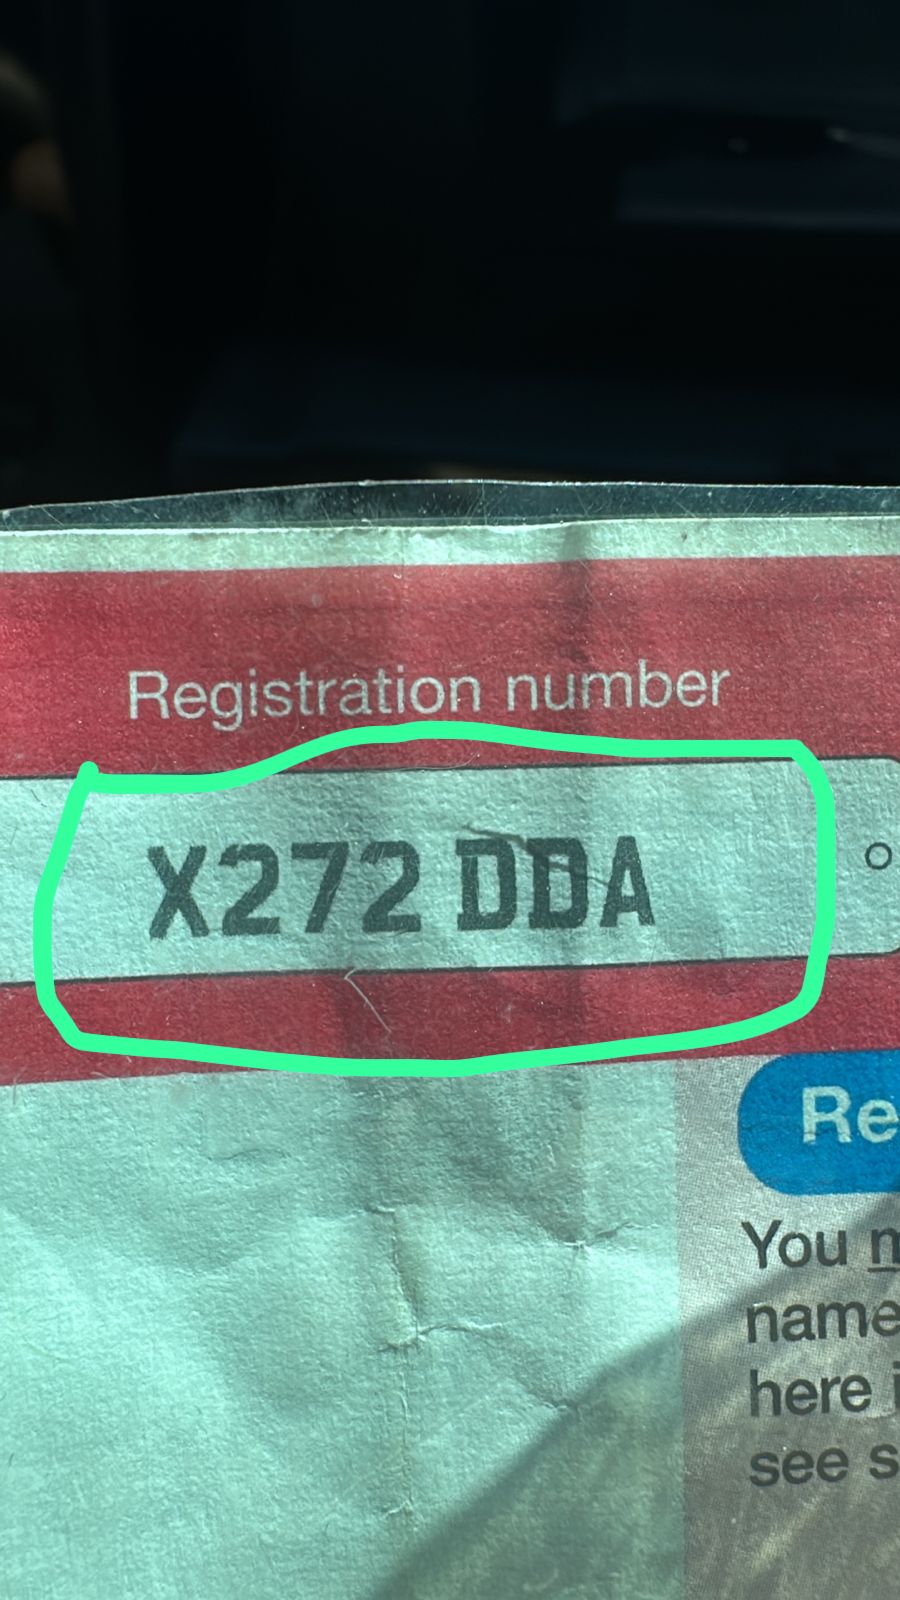 Registration number
X272 DDA
Re
You
name
here
see s